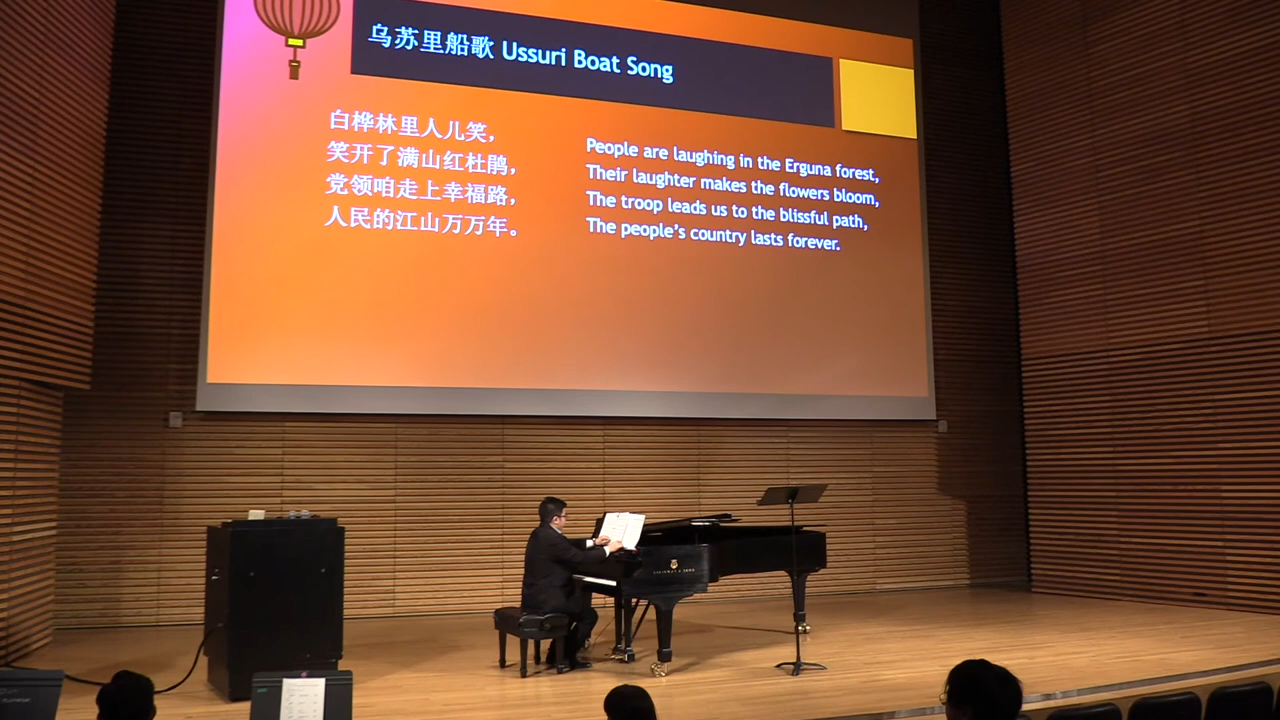 乌苏里船歌 Ussuri Boat Song
白桦林里人儿笑，
笑开了满山红杜鹃，
党领咱走上幸福路，
人民的江山万万年。
People are laughing in the Erguna forest,
Their laughter makes the flowers bloom,
The troop leads us to the blissful path,
The people's country lasts forever.
STEINWAY & SONS